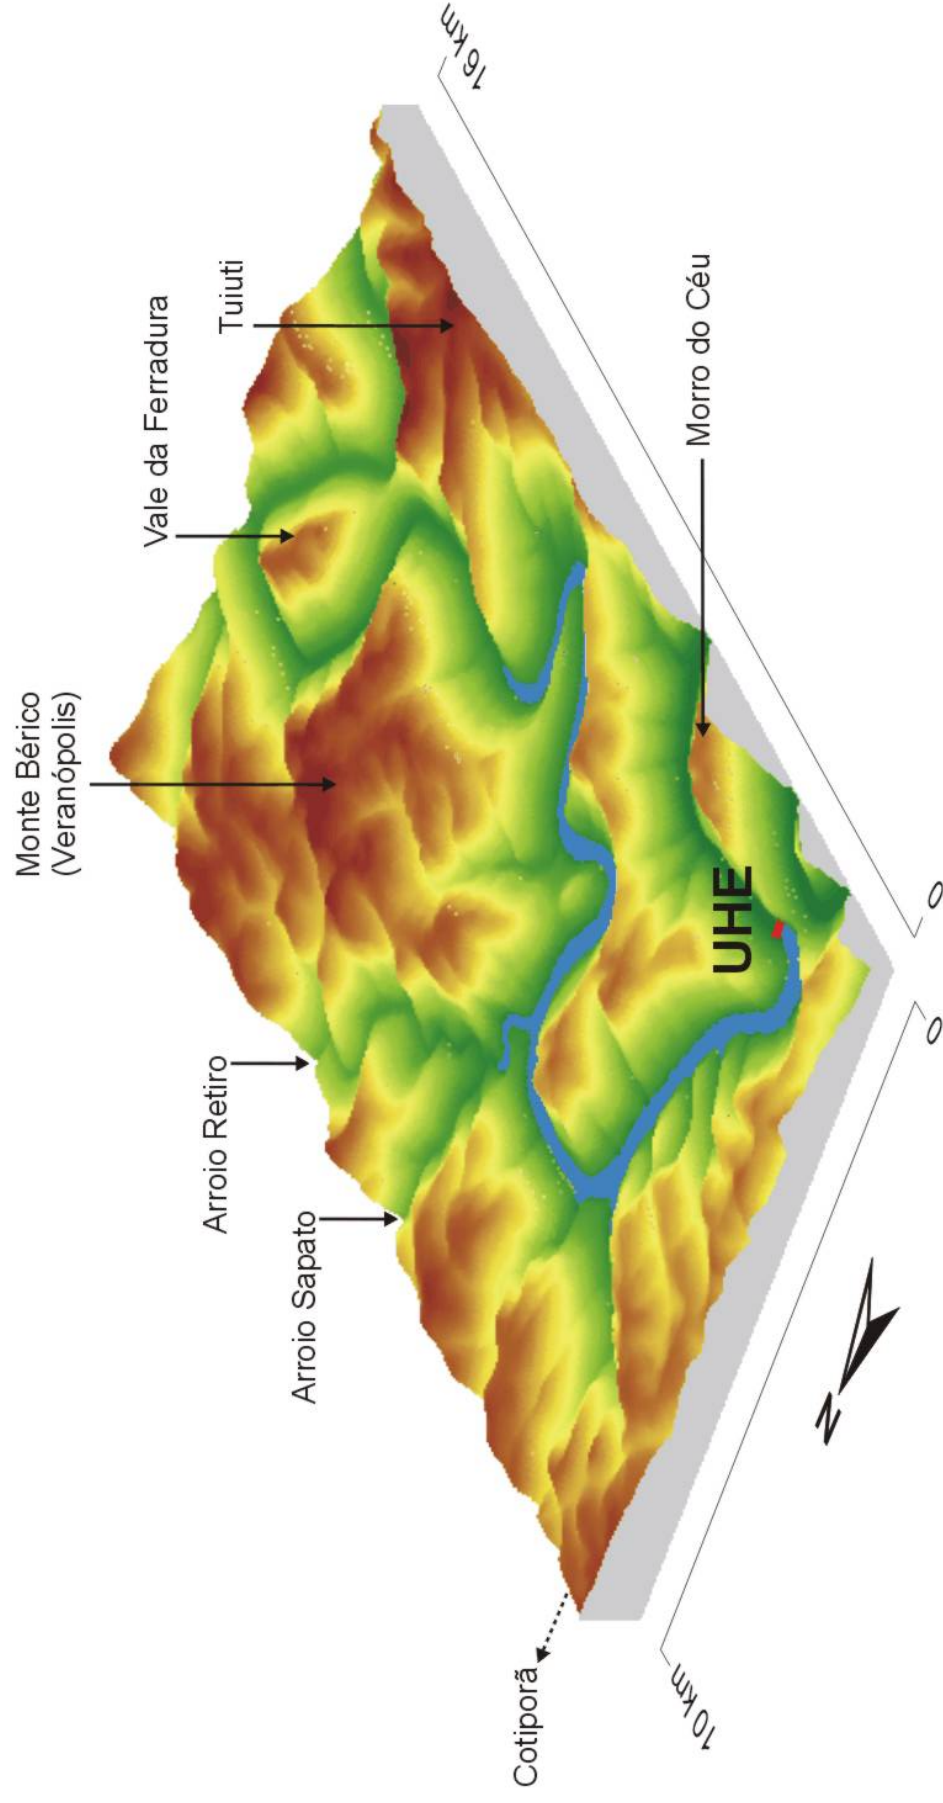 Monte Bérico
(Veranópolis)
Vale da Ferradura
Tuiuti
Arroio Retiro
Arroio Sapato
Morro do Céu
UHE
Cotiporã
N
10 km
0
0
16 km